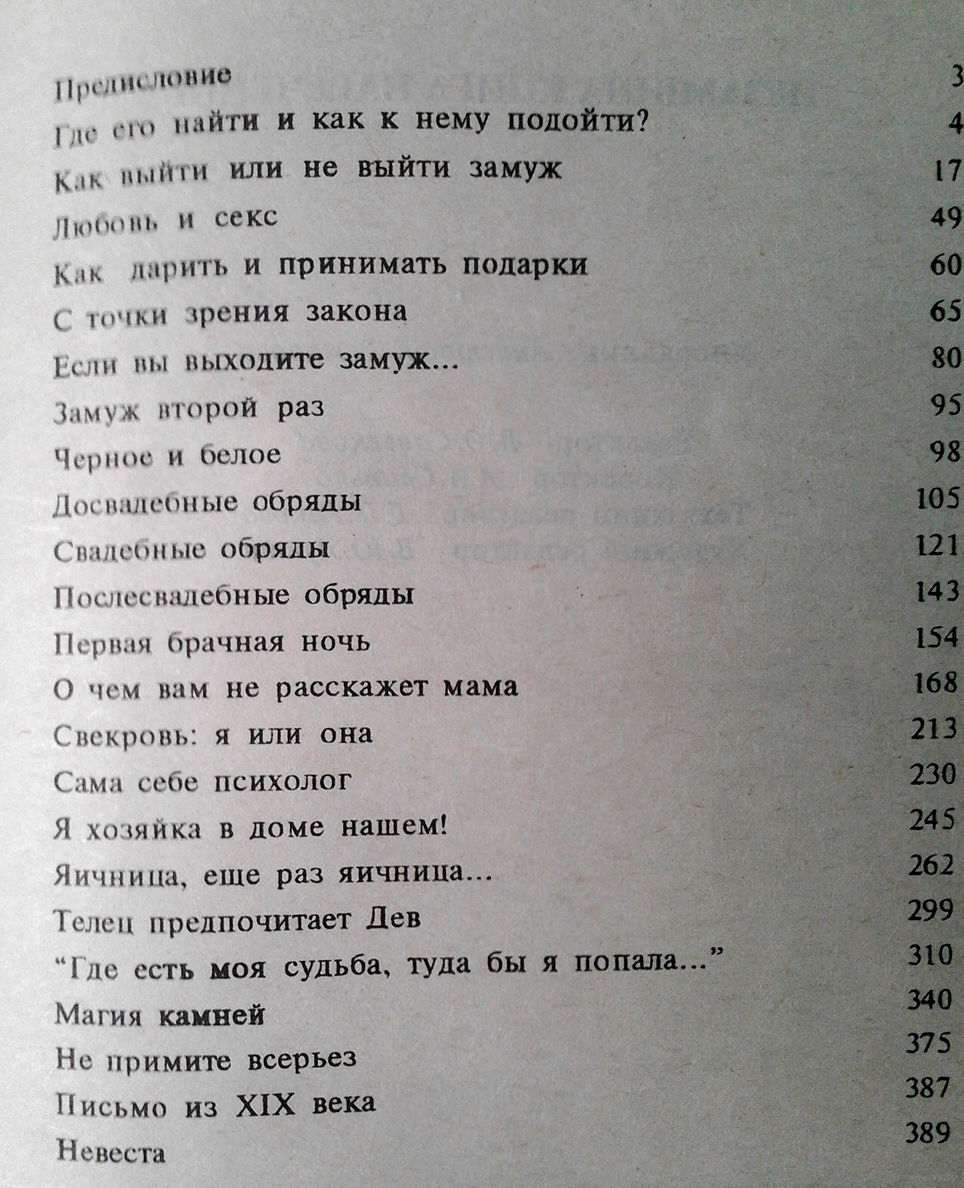 Предисловие 3
Где его найти и как к нему подойти? 4
Как выйти или не выйти замуж 17
Любовь и секс 49
Как дарить и принимать подарки 60
С точки зрения закона 65
Если вы выходите замуж... 80
Замуж второй раз 95
Черное и белое 98
Досвадебные обряды 105
Свадебные обряды 121
Послесвадебные обряды 143
Первая брачная ночь 154
О чем вам не расскажет мама 168
Свекровь: я или она 213
Сама себе психолог 230
Я хозяйка в доме нашем! 245
Яичница, еще раз яичница... 262
Телец предпочитает Дев 299
“Где есть моя судьба, туда бы я попала...” 310
Магия камней 340
Не примите всерьез 375
Письмо из XIX века 387
Невеста 389